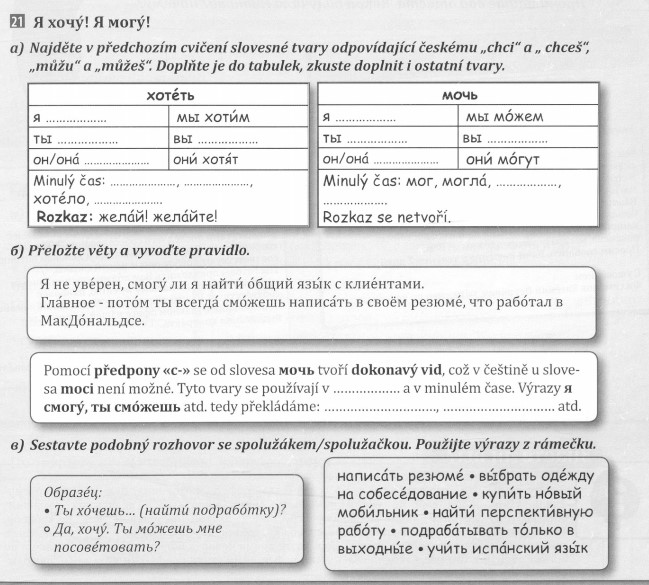 21 Я хочу́! Я могу́!
a) Najděte v předchozím cvičení slovesné tvary odpovídající českému „chci“ a „ chceš“,
„můžu“ a „můžeš“. Doplňte je do tabulek, zkuste doplnit i ostatní tvary.
хоте́ть
я .................. мы хоти́м
ты .................. вы ..................
он/она́ .................... они́ хотя́т
Minulý čas: ...................., ....................,
хоте́ло, .....................
Rozkaz: жела́й! жела́йте!
мочь
я .................. мы мо́жем
ты .................. вы ..................
он/она́ .................... они́ мо́гут
Minulý čas: мог, могла́, ..................,
...................
Rozkaz se netvoří.
б) Přeložte věty a vyvoďte pravidlo.
Я не уве́рен, смогу́ ли я найти́ о́бщий язы́к с клие́нтами.
Гла́вное - пото́м ты всегда́ смо́жешь написа́ть в своём резюме́, что рабо́тал в
МакДо́нальдсе.
Pomocí předpony «с-» se od slovesa мочь tvoří dokonavý vid, což v češtině u slove-
sa moci není možné. Tyto tvary se používají v .................. a v minulém čase. Výrazy я
смогу́, ты смо́жешь atd. tedy překládáme: .............................., .............................. atd.
в) Sestavte podobný rozhovor se spolužákem/spolužačkou. Použijte výrazy z rámečku.
Образе́ц:
• Ты хо́чешь... (найти́ подрабо́тку)?
○ Да, хочу́. Ты мо́жешь мне
посове́товать?
написа́ть резюме́ • вы́брать оде́жду
на собесе́дование • купи́ть но́вый
моби́льник • найти́ перспекти́вную
рабо́ту • подраба́тывать то́лько в
выходны́е • учи́ть испа́нский язы́к